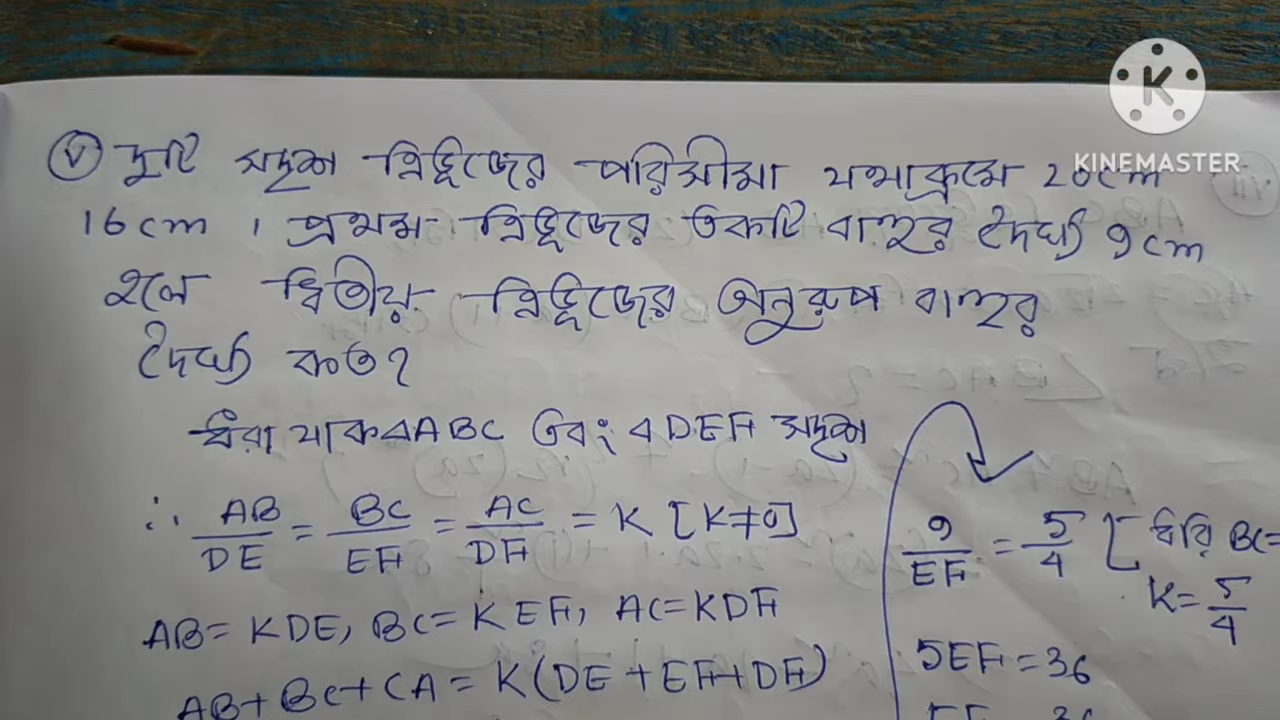 KINEMASTER
(v) দুটি সদৃশ ত্রিভুজের পরিসীমা যথাক্রমে 20cm
16cm । প্রথম ত্রিভুজের একটি বাহুর দৈর্ঘ্য 9cm
হলে দ্বিতীয় ত্রিভুজের অনুরূপ বাহুর
দৈর্ঘ্য কত?
ধরা যাক ΔABC এবং ΔDEF সদৃশ
∴ AB/DE = BC/EF = AC/DF = K [K≠0]
AB = KDE, BC = KEF, AC = KDF
AB + BC + CA = K(DE + EF + DF)
9/EF = 5/4 [ধরি BC =
K = 5/4
5EF = 36